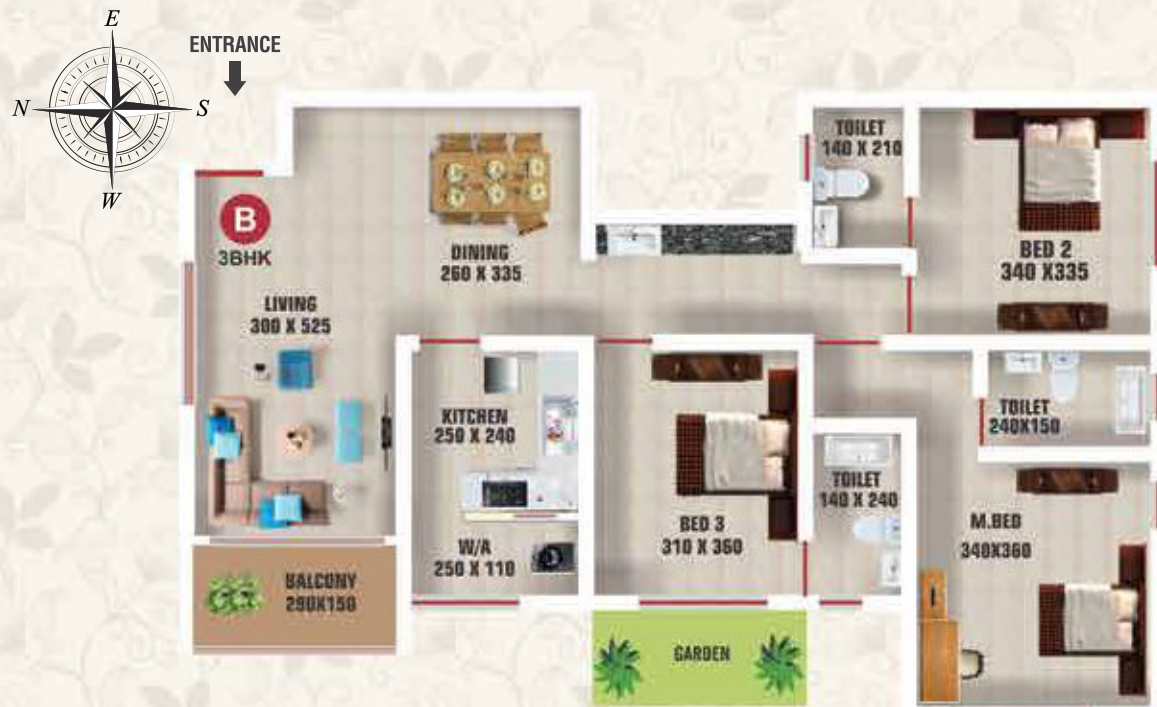 E
ENTRANCE
N
S
W
B
3BHK
LIVING
300 X 525
DINING
260 X 335
TOILET
140 X 210
BED 2
340 X335
KITCHEN
250 X 240
W/A
250 X 110
BALCONY
290X150
BED 3
310 X 360
GARDEN
TOILET
140 X 240
TOILET
240X150
M.BED
340X360